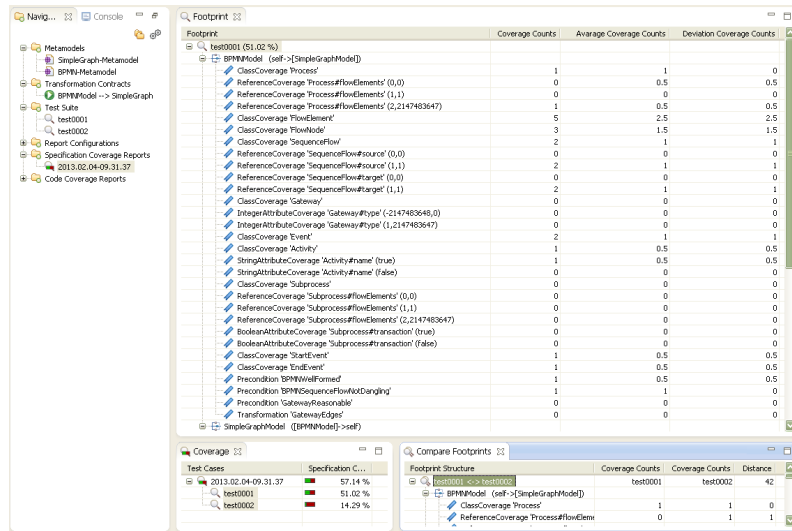 Navig...
Console
Metamodels
SimpleGraph-Metamodel
BPMN-Metamodel
Transformation Contracts
BPMNModel --> SimpleGraph
Test Suite
test0001
test0002
Report Configurations
Specification Coverage Reports
2013.02.04-09.31.37
Code Coverage Reports
Footprint
Footprint Coverage Counts Avarage Coverage Counts Deviation Coverage Counts
test0001 (51.02 %)
BPMNModel (self->[SimpleGraphModel])
ClassCoverage 'Process' 1 1 0
ReferenceCoverage 'Process#flowElements' (0,0) 0 0.5 0.5
ReferenceCoverage 'Process#flowElements' (1,1) 0 0 0
ReferenceCoverage 'Process#flowElements' (2,2147483647) 1 0.5 0.5
ClassCoverage 'FlowElement' 5 2.5 2.5
ClassCoverage 'FlowNode' 3 1.5 1.5
ClassCoverage 'SequenceFlow' 2 1 1
ReferenceCoverage 'SequenceFlow#source' (0,0) 0 0 0
ReferenceCoverage 'SequenceFlow#source' (1,1) 2 1 1
ReferenceCoverage 'SequenceFlow#target' (0,0) 0 0 0
ReferenceCoverage 'SequenceFlow#target' (1,1) 2 1 1
ClassCoverage 'Gateway' 0 0 0
IntegerAttributeCoverage 'Gateway#type' (-2147483648,0) 0 0 0
IntegerAttributeCoverage 'Gateway#type' (1,2147483647) 0 0 0
ClassCoverage 'Event' 2 1 1
ClassCoverage 'Activity' 1 0.5 0.5
StringAttributeCoverage 'Activity#name' (true) 1 0.5 0.5
StringAttributeCoverage 'Activity#name' (false) 0 0 0
ClassCoverage 'Subprocess' 0 0 0
ReferenceCoverage 'Subprocess#flowElements' (0,0) 0 0 0
ReferenceCoverage 'Subprocess#flowElements' (1,1) 0 0 0
ReferenceCoverage 'Subprocess#flowElements' (2,2147483647) 0 0 0
BooleanAttributeCoverage 'Subprocess#transaction' (true) 0 0 0
BooleanAttributeCoverage 'Subprocess#transaction' (false) 0 0 0
ClassCoverage 'StartEvent' 1 0.5 0.5
ClassCoverage 'EndEvent' 1 0.5 0.5
Precondition 'BPMNWellFormed' 1 0.5 0.5
Precondition 'BPMNSequenceFlowNotDangling' 1 1 0
Precondition 'GatewayReasonable' 0 0 0
Transformation 'GatewayEdges' 0 0 0
SimpleGraphModel ([BPMNModel]->self)
Coverage
Test Cases Specification C...
2013.02.04-09.31.37 57.14 %
test0001 51.02 %
test0002 14.29 %
Compare Footprints
Footprint Structure Coverage Counts Coverage Counts Distance
test0001 <-> test0002 test0001 test0002 42
BPMNModel (self->[SimpleGraphModel])
ClassCoverage 'Process' 1 1 0
ReferenceCoverage 'Process#flowEleme 0 1 1